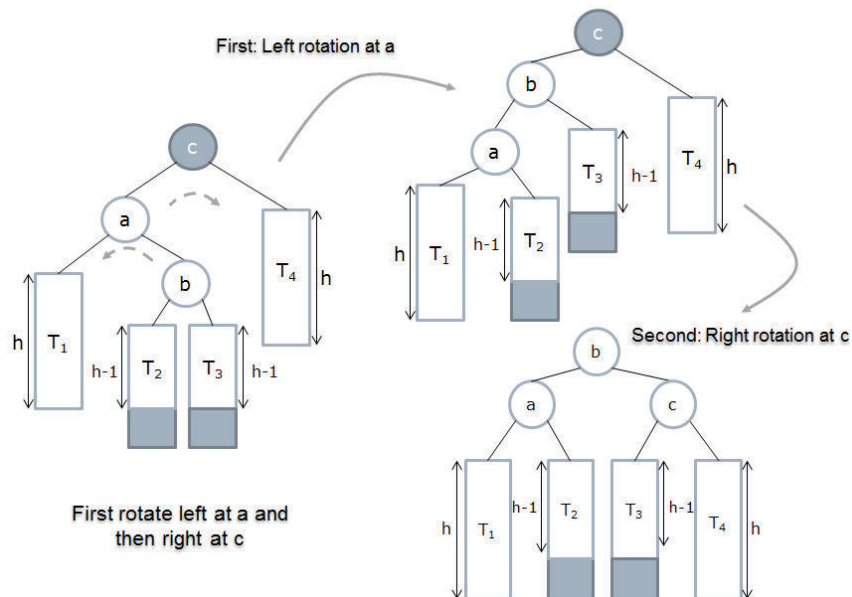 First: Left rotation at a
c
a
b
T1
T2
T3
T4
h
h-1
h-1
h
First rotate left at a and
then right at c
c
b
a
T1
T2
T3
T4
h
h-1
h-1
h
Second: Right rotation at c
b
a
c
T1
T2
T3
T4
h
h-1
h-1
h